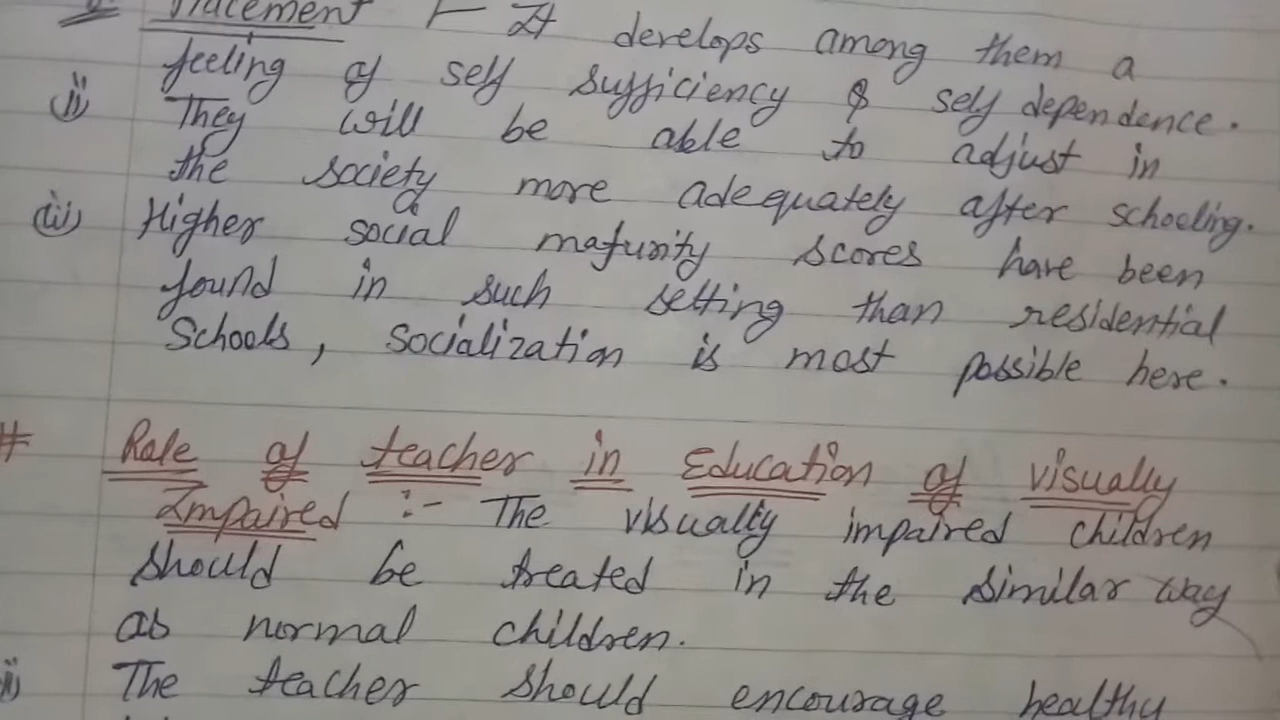 Placement :- It develops among them a
feeling of self sufficiency & self dependence.
ii) They will be able to adjust in
the society more adequately after schooling.
iii) Higher social maturity scores have been
found in such setting than residential
Schools, socialization is most possible here.
# Role of teacher in Education of visually
Impaired :- The visually impaired children
should be treated in the similar way
as normal children.
ii) The teacher should encourage healthy